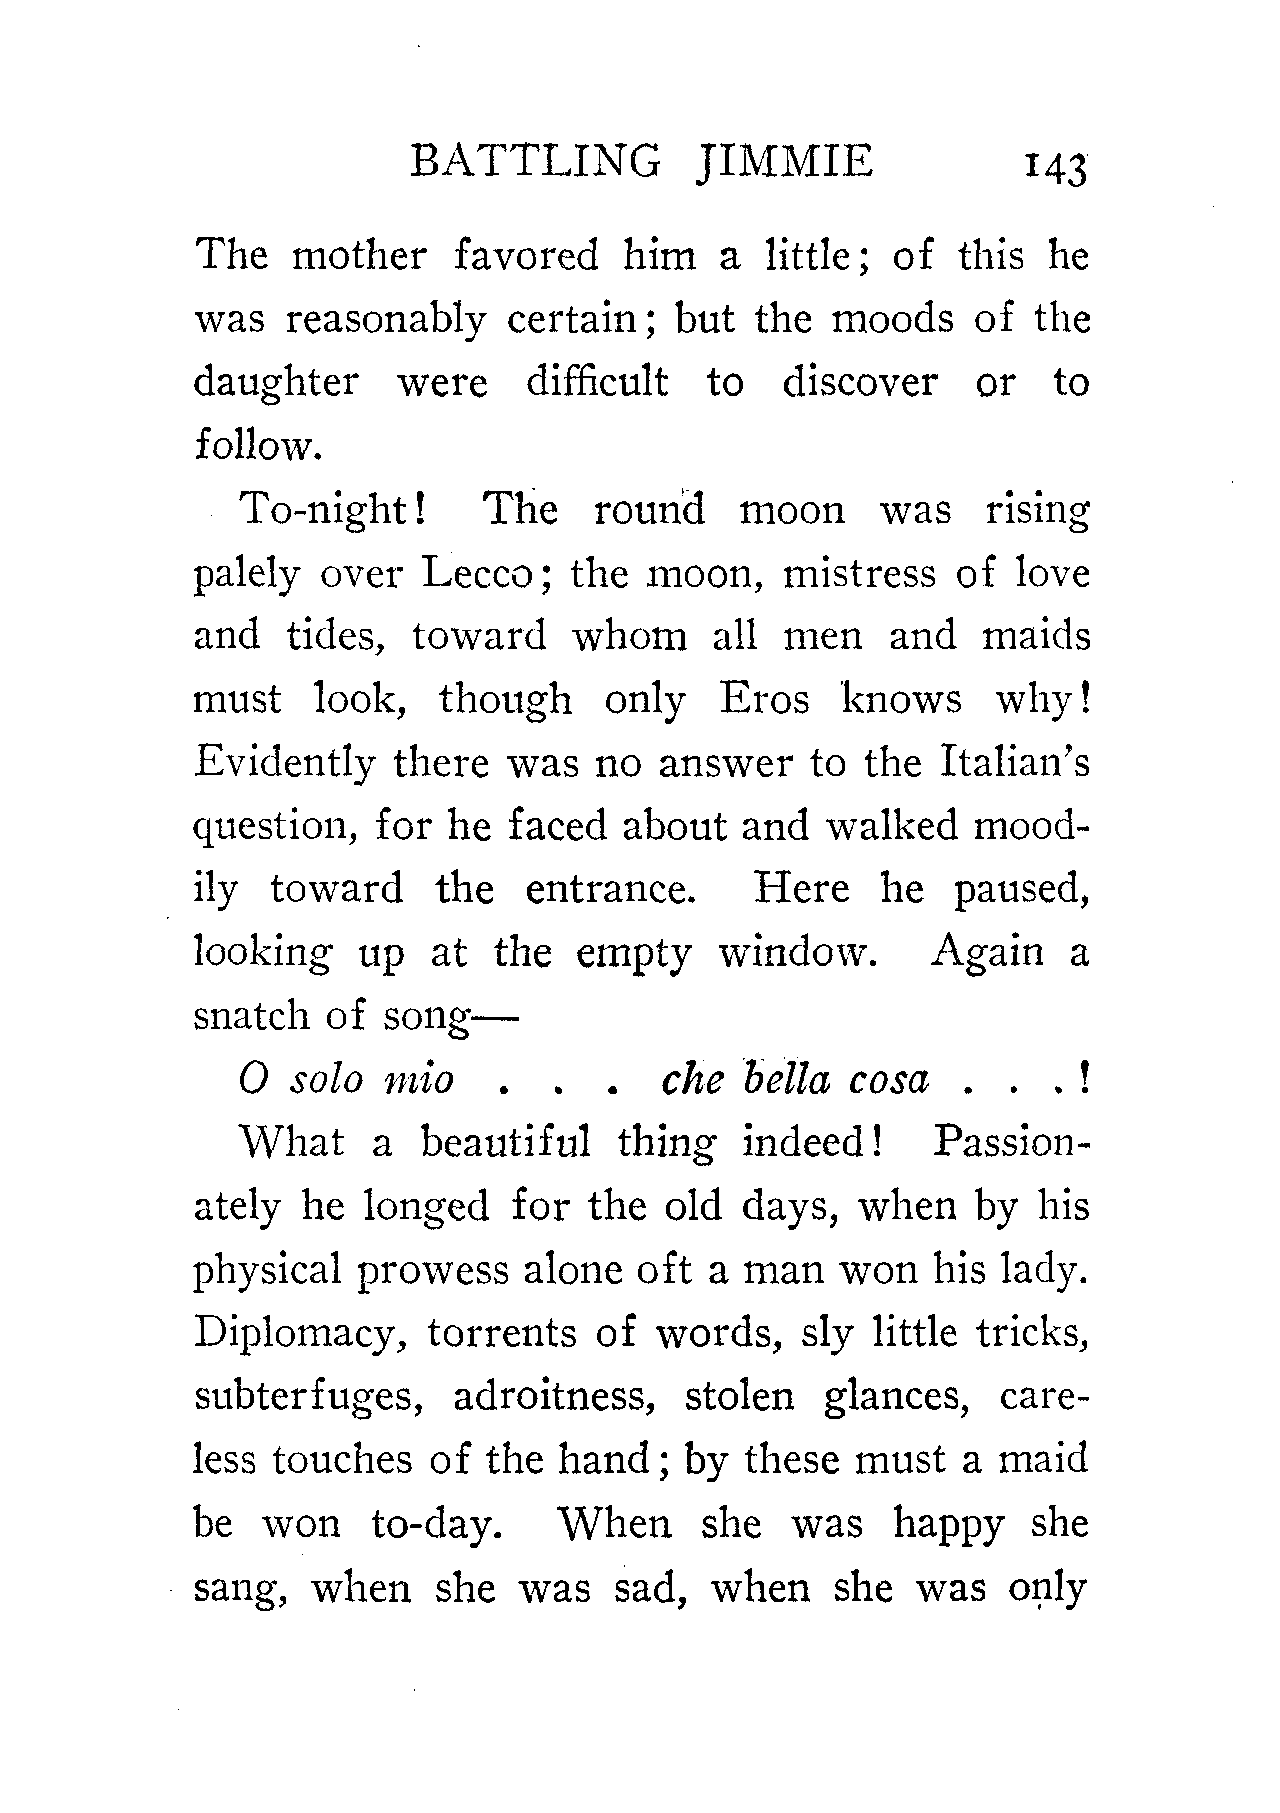 BATTLING JIMMIE 143
The mother favored him a little; of this he
was reasonably certain; but the moods of the
daughter were difficult to discover or to
follow.
To-night! The round moon was rising
palely over Lecco; the moon, mistress of love
and tides, toward whom all men and maids
must look, though only Eros knows why!
Evidently there was no answer to the Italian's
question, for he faced about and walked mood-
ily toward the entrance. Here he paused,
looking up at the empty window. Again a
snatch of song—
O solo mio . . . che bella cosa . . . !
What a beautiful thing indeed! Passion-
ately he longed for the old days, when by his
physical prowess alone oft a man won his lady.
Diplomacy, torrents of words, sly little tricks,
subterfuges, adroitness, stolen glances, care-
less touches of the hand; by these must a maid
be won to-day. When she was happy she
sang, when she was sad, when she was only